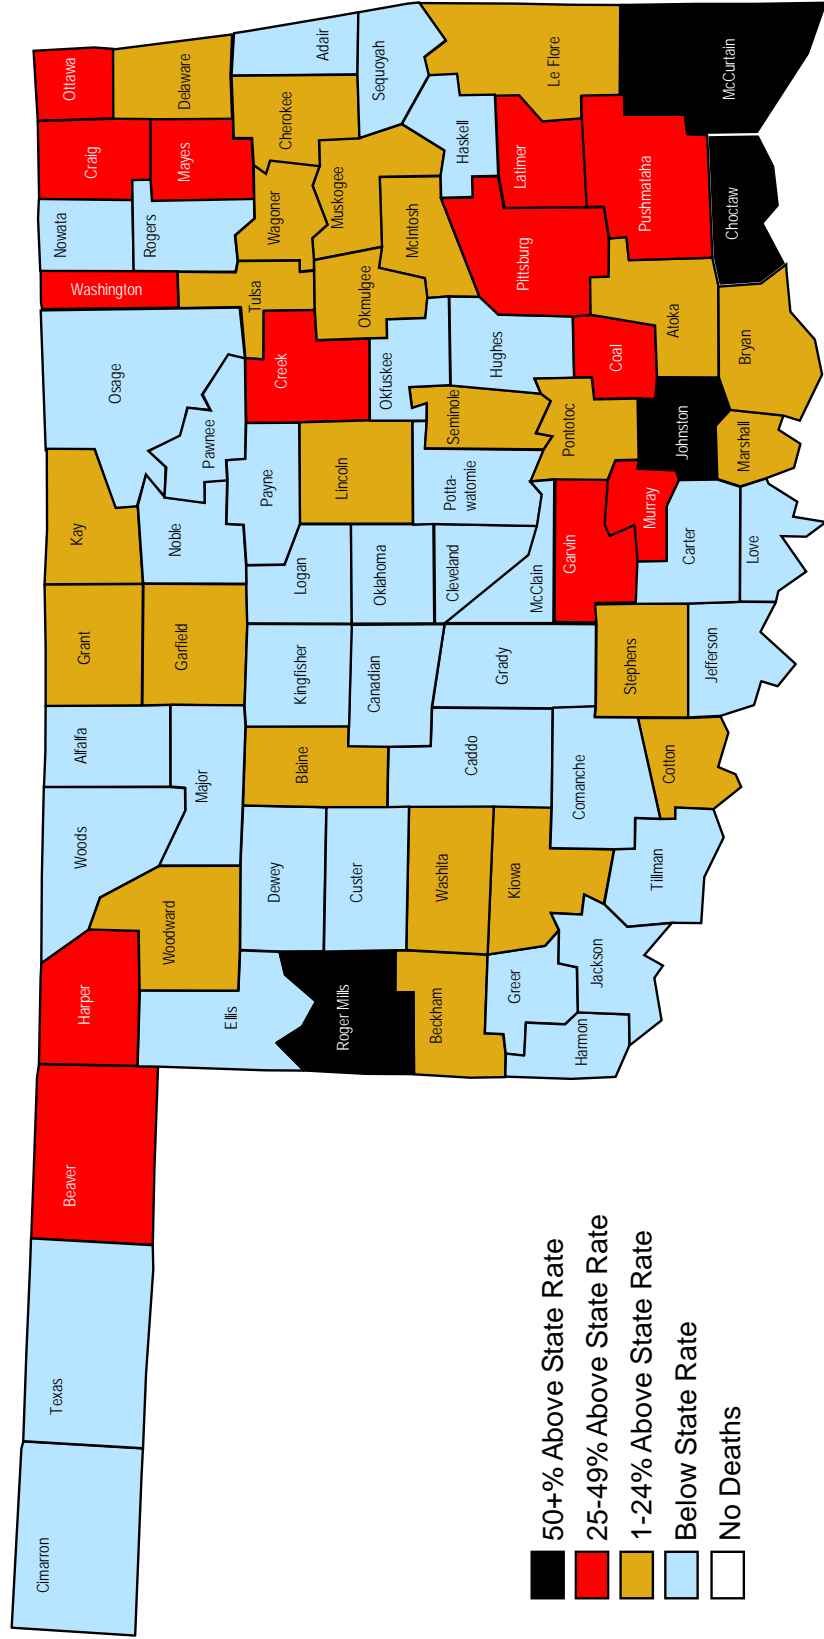 Cimarron
Texas
Beaver
Harper
Woods
Alfalfa
Grant
Kay
Osage
Washington
Nowata
Craig
Ottawa
Ellis
Woodward
Major
Garfield
Noble
Pawnee
Rogers
Mayes
Delaware
Roger Mills
Dewey
Custer
Blaine
Kingfisher
Logan
Payne
Creek
Tulsa
Wagoner
Cherokee
Adair
Beckham
Washita
Caddo
Canadian
Oklahoma
Lincoln
Okfuskee
Okmulgee
Muskogee
Sequoyah
Harmon
Greer
Kiowa
Grady
Cleveland
McClain
Potta-
watomie
Seminole
Hughes
McIntosh
Haskell
Jackson
Tillman
Comanche
Cotton
Stephens
Garvin
Pontotoc
Pittsburg
Latimer
Le Flore
Jefferson
Carter
Murray
Johnston
Coal
Atoka
Pushmataha
McCurtain
Love
Marshall
Bryan
Choctaw
50+% Above State Rate
25-49% Above State Rate
1-24% Above State Rate
Below State Rate
No Deaths